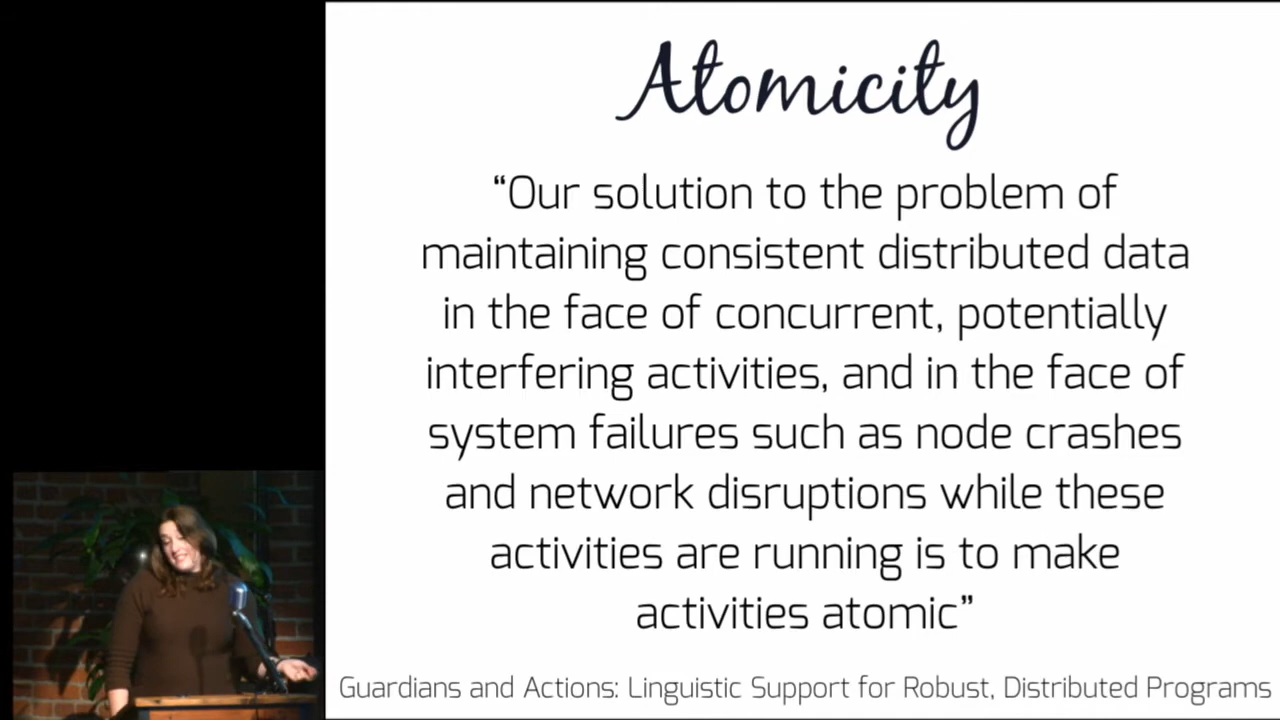 Atomicity
“Our solution to the problem of
maintaining consistent distributed data
in the face of concurrent, potentially
interfering activities, and in the face of
system failures such as node crashes
and network disruptions while these
activities are running is to make
activities atomic”
Guardians and Actions: Linguistic Support for Robust, Distributed Programs